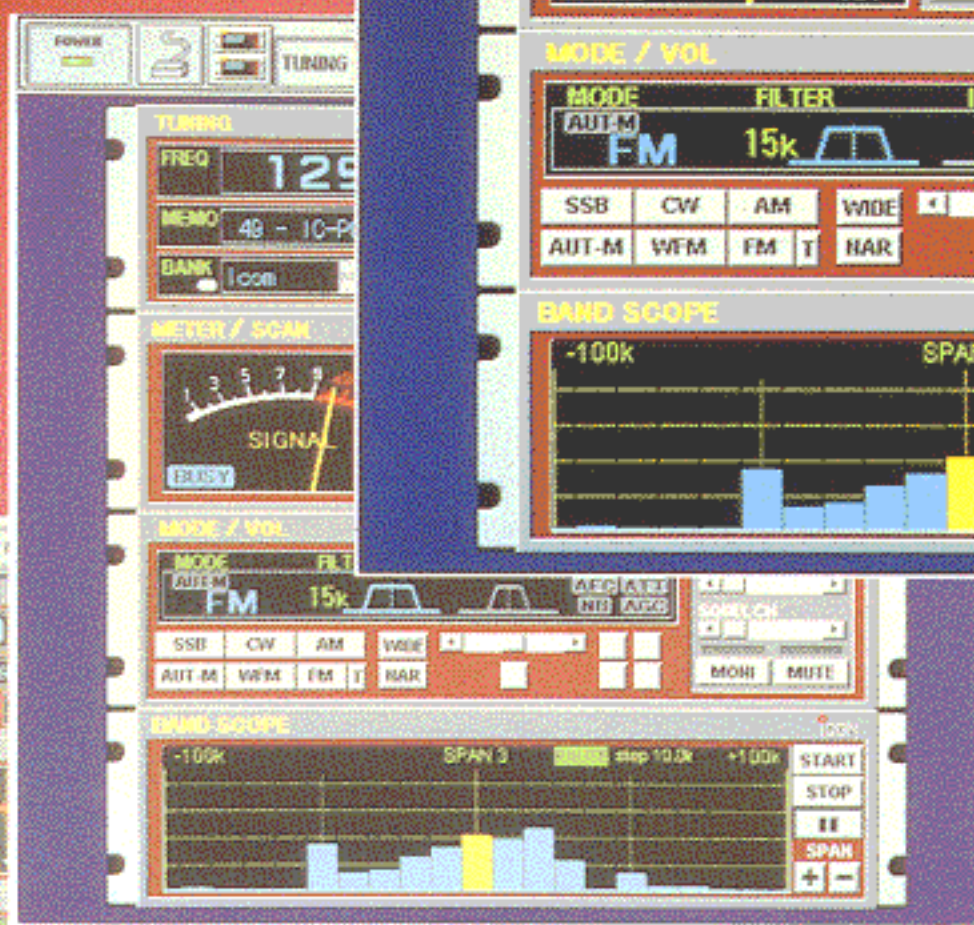 POWER
TUNING
TUNING
FREQ 129
MEMO 49 - IC-P
BANK Icom
METER / SCAN
1 3 5 7 9
SIGNAL
BUSY
MODE / VOL
MODE FILT
AUT-M
FM 15k
AFC ATT
NB AGC
SQUELCH
SSB CW AM WIDE
AUT-M WFM FM T NAR
MONI MUTE
BAND SCOPE
-100k SPAN 3 step 10.0k +100k
START
STOP
SPAN
+ -
MODE / VOL
MODE FILTER
AUT-M
FM 15k
SSB CW AM WIDE
AUT-M WFM FM T NAR
BAND SCOPE
-100k SPAN